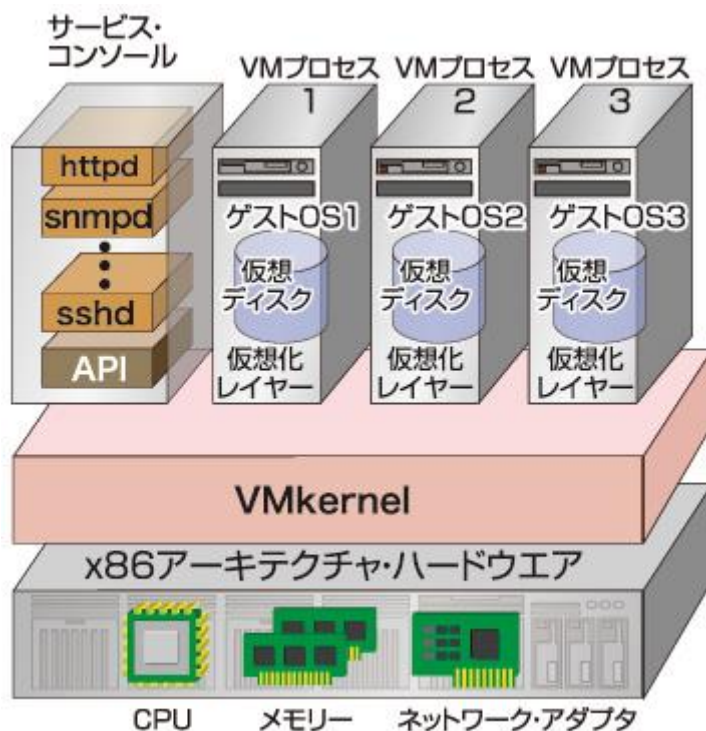 サービス・
コンソール
VMプロセス
1
VMプロセス
2
VMプロセス
3
httpd
snmpd
sshd
API
ゲストOS1
仮想
ディスク
仮想化
レイヤー
ゲストOS2
仮想
ディスク
仮想化
レイヤー
ゲストOS3
仮想
ディスク
仮想化
レイヤー
VMkernel
x86アーキテクチャ・ハードウエア
CPU
メモリー
ネットワーク・アダプタ